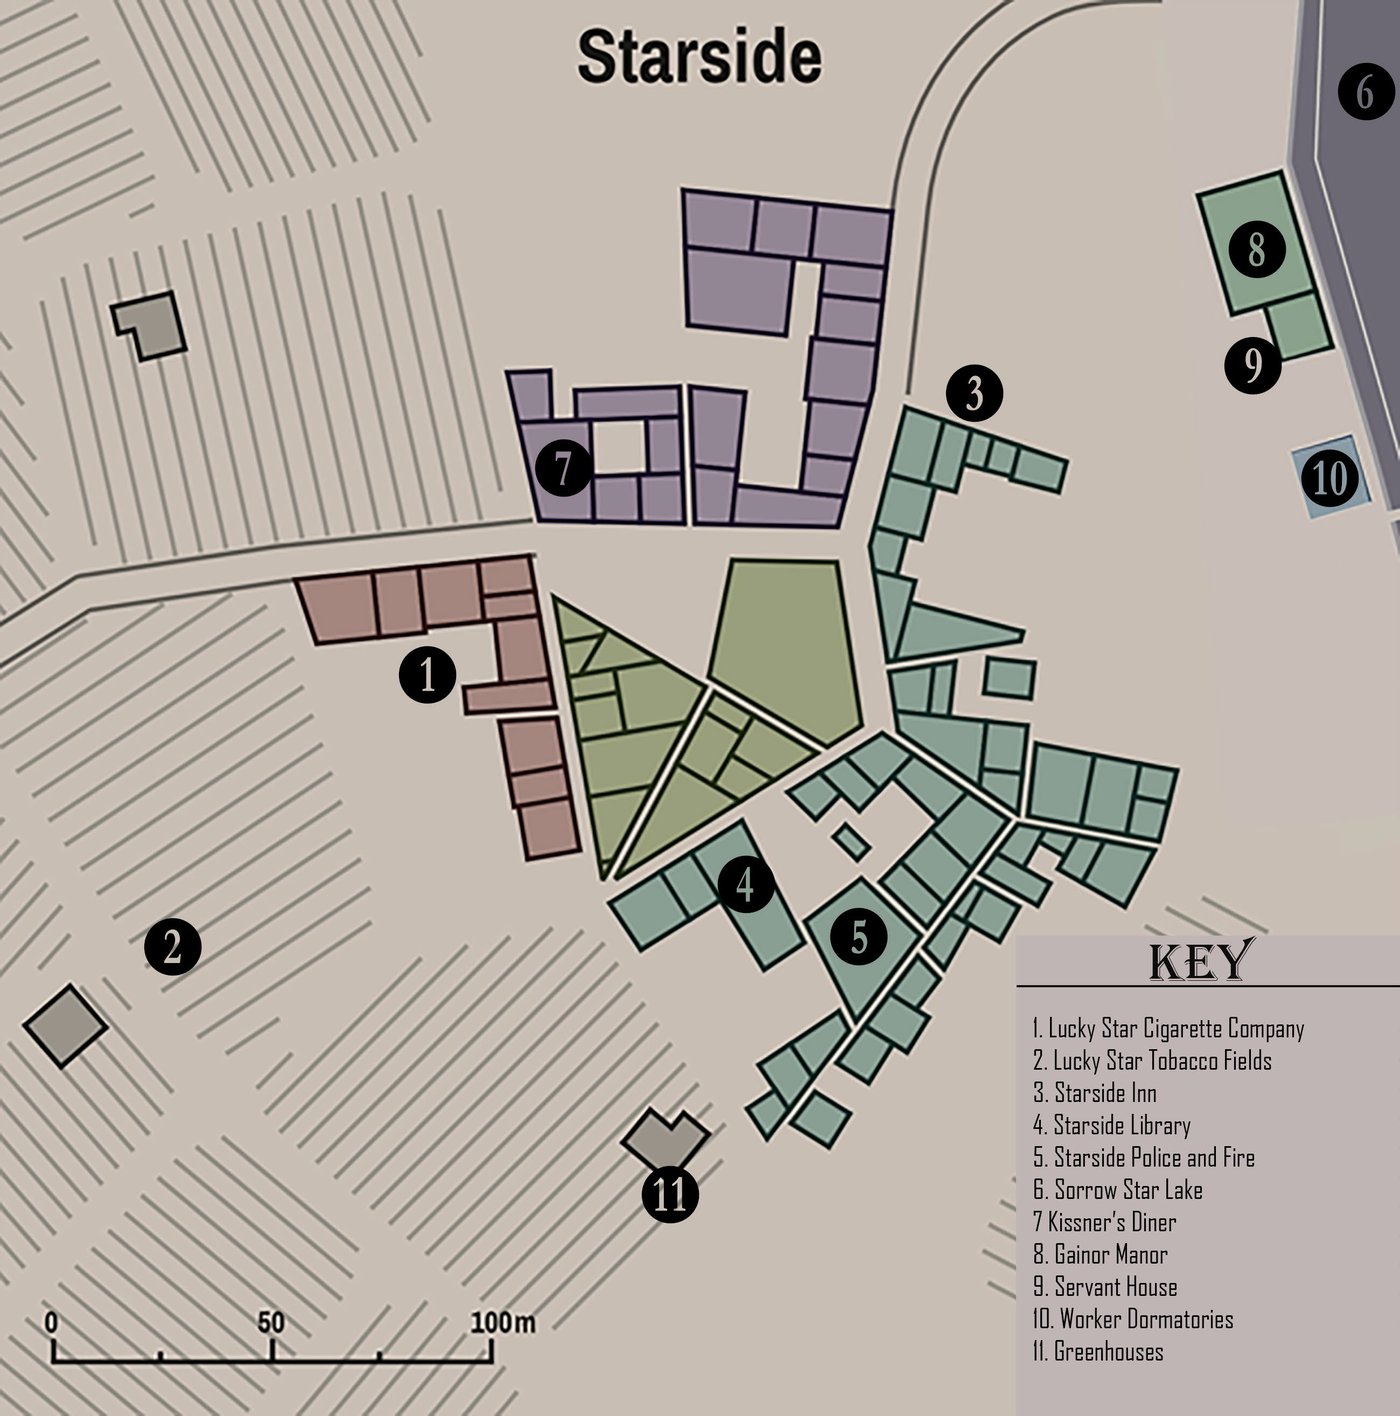 Starside
6
8
9
3
10
7
1
4
5
2
11
0 50 100m
KEY
1. Lucky Star Cigarette Company
2. Lucky Star Tobacco Fields
3. Starside Inn
4. Starside Library
5. Starside Police and Fire
6. Sorrow Star Lake
7 Kissner's Diner
8. Gainor Manor
9. Servant House
10. Worker Dormatories
11. Greenhouses